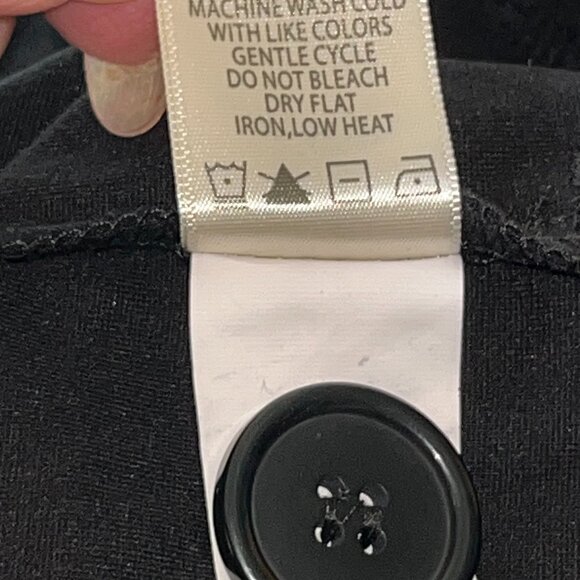 MACHINE WASH COLD
WITH LIKE COLORS
GENTLE CYCLE
DO NOT BLEACH
DRY FLAT
IRON,LOW HEAT